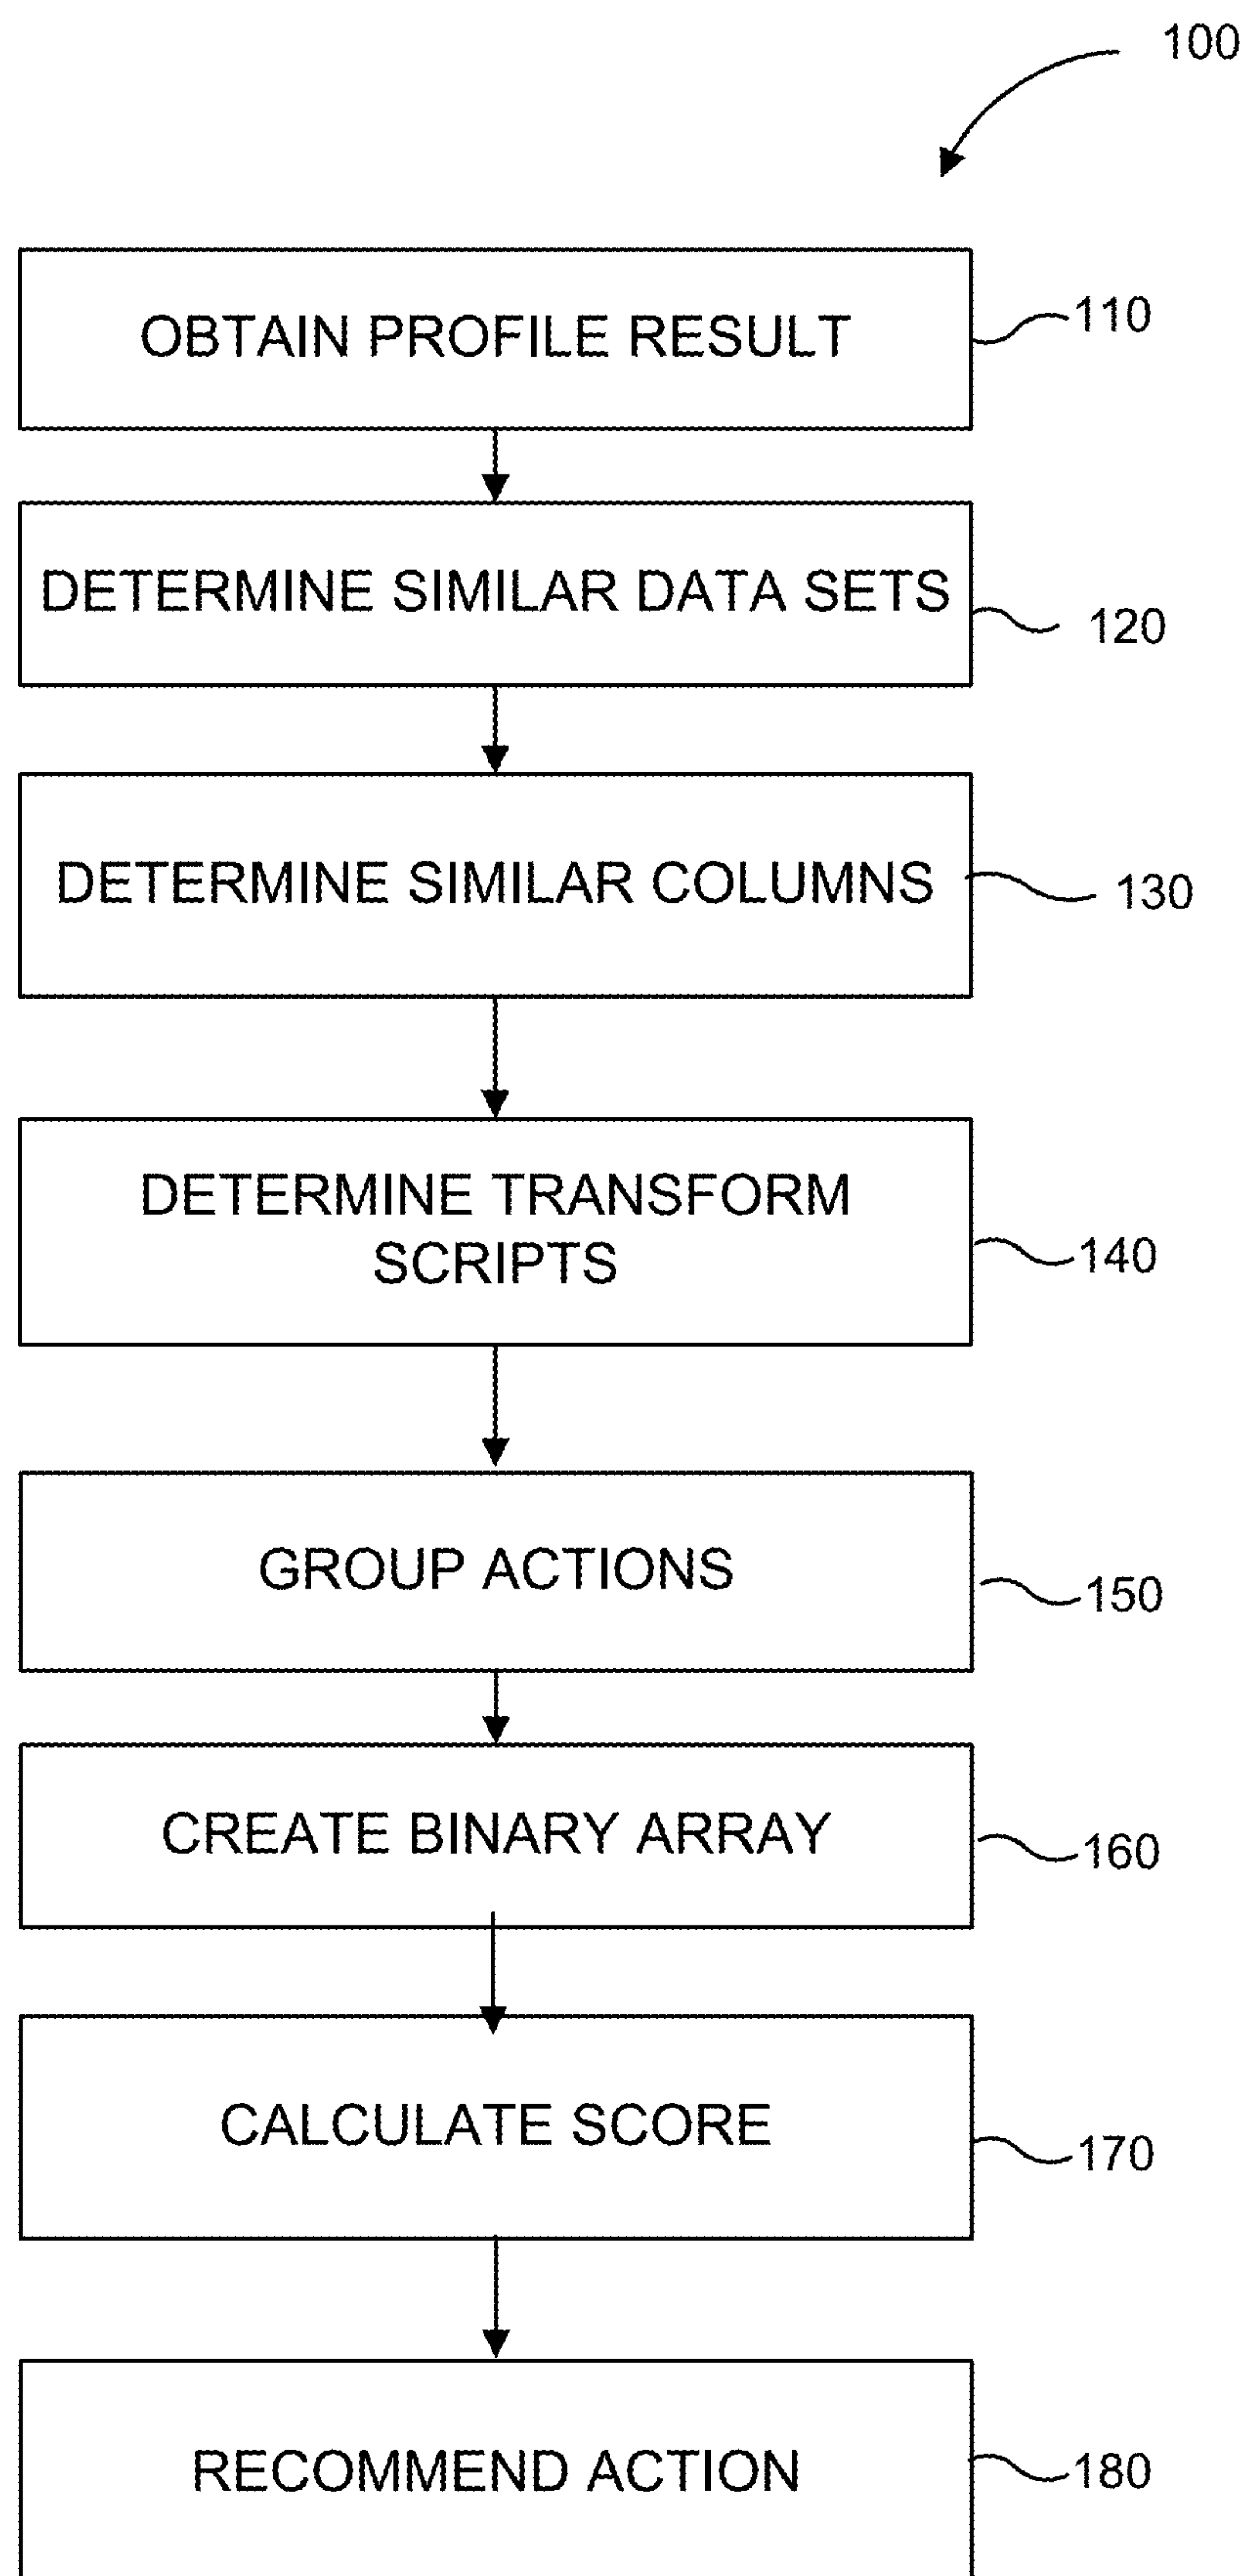 100
OBTAIN PROFILE RESULT
110
DETERMINE SIMILAR DATA SETS
120
DETERMINE SIMILAR COLUMNS
130
DETERMINE TRANSFORM
SCRIPTS
140
GROUP ACTIONS
150
CREATE BINARY ARRAY
160
CALCULATE SCORE
170
RECOMMEND ACTION
180